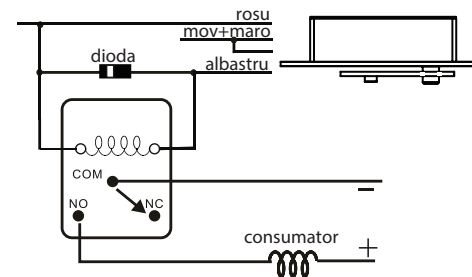 rosu
mov+maro
dioda
albastru
COM
NO
NC
−
consumator
+